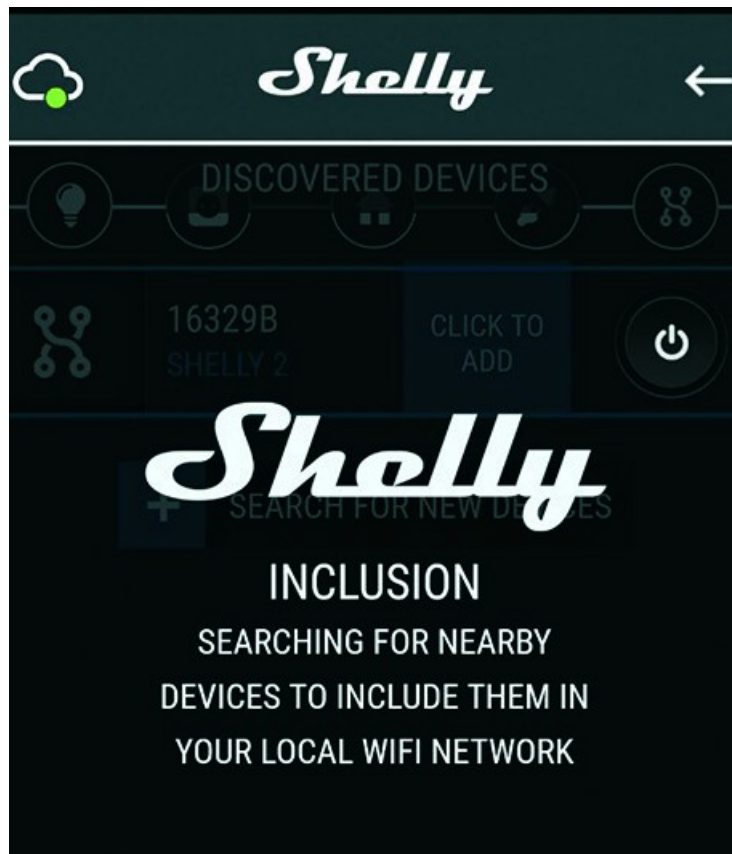 Shelly
DISCOVERED DEVICES
16329B
CLICK TO
ADD
SHELLY 2
Shelly
SEARCH FOR NEW DEVICES
INCLUSION
SEARCHING FOR NEARBY
DEVICES TO INCLUDE THEM IN
YOUR LOCAL WIFI NETWORK